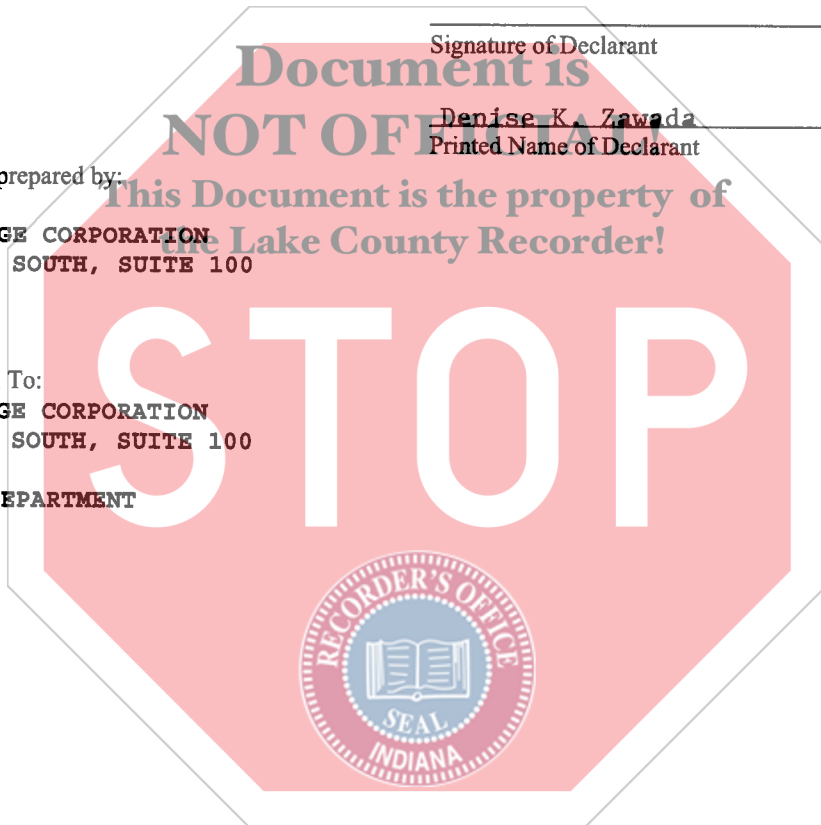 Signature of Declarant
Document is
Denise K. Zawada
NOT OFFICIAL!
Printed Name of Declarant
prepared by:
This Document is the property of
GE CORPORATION
the Lake County Recorder!
SOUTH, SUITE 100
STOP
To:
GE CORPORATION
SOUTH, SUITE 100
EPARTMENT
RECORDER'S OFFICE
SEAL
INDIANA